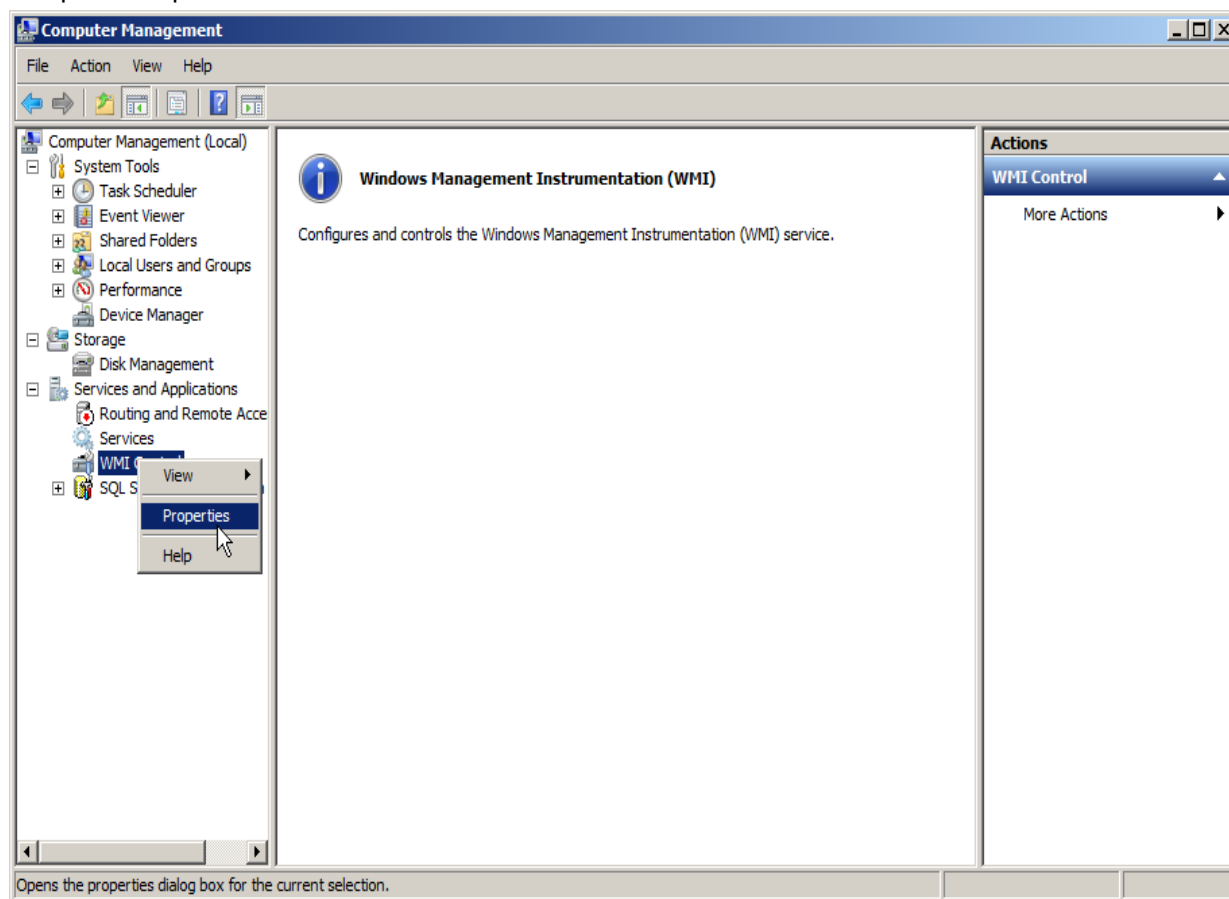 Computer Management
File Action View Help
Computer Management (Local)
System Tools
Task Scheduler
Event Viewer
Shared Folders
Local Users and Groups
Performance
Device Manager
Storage
Disk Management
Services and Applications
Routing and Remote Acce
Services
WMI
SQL S
View
Properties
Help
Windows Management Instrumentation (WMI)
Configures and controls the Windows Management Instrumentation (WMI) service.
Actions
WMI Control
More Actions
Opens the properties dialog box for the current selection.